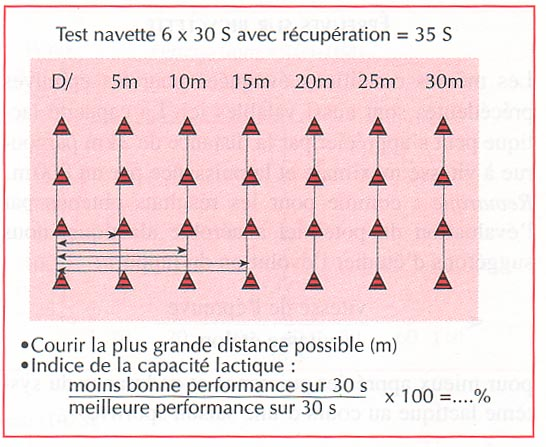 Test navette 6 x 30 S avec récupération = 35 S
D/ 5m 10m 15m 20m 25m 30m
•Courir la plus grande distance possible (m)
•Indice de la capacité lactique :
moins bonne performance sur 30 s
meilleure performance sur 30 s
x 100 =....%